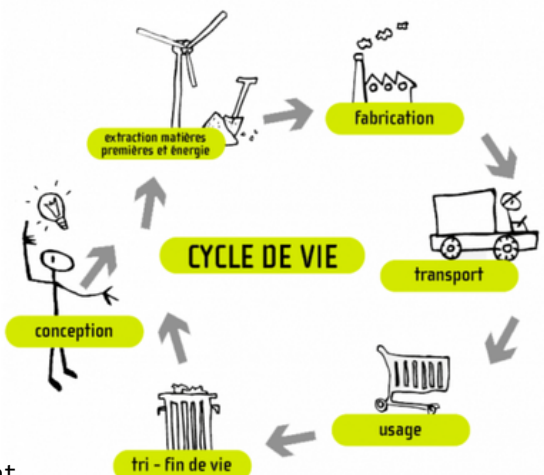 extraction matières
premières et énergie
fabrication
CYCLE DE VIE
transport
conception
usage
tri - fin de vie